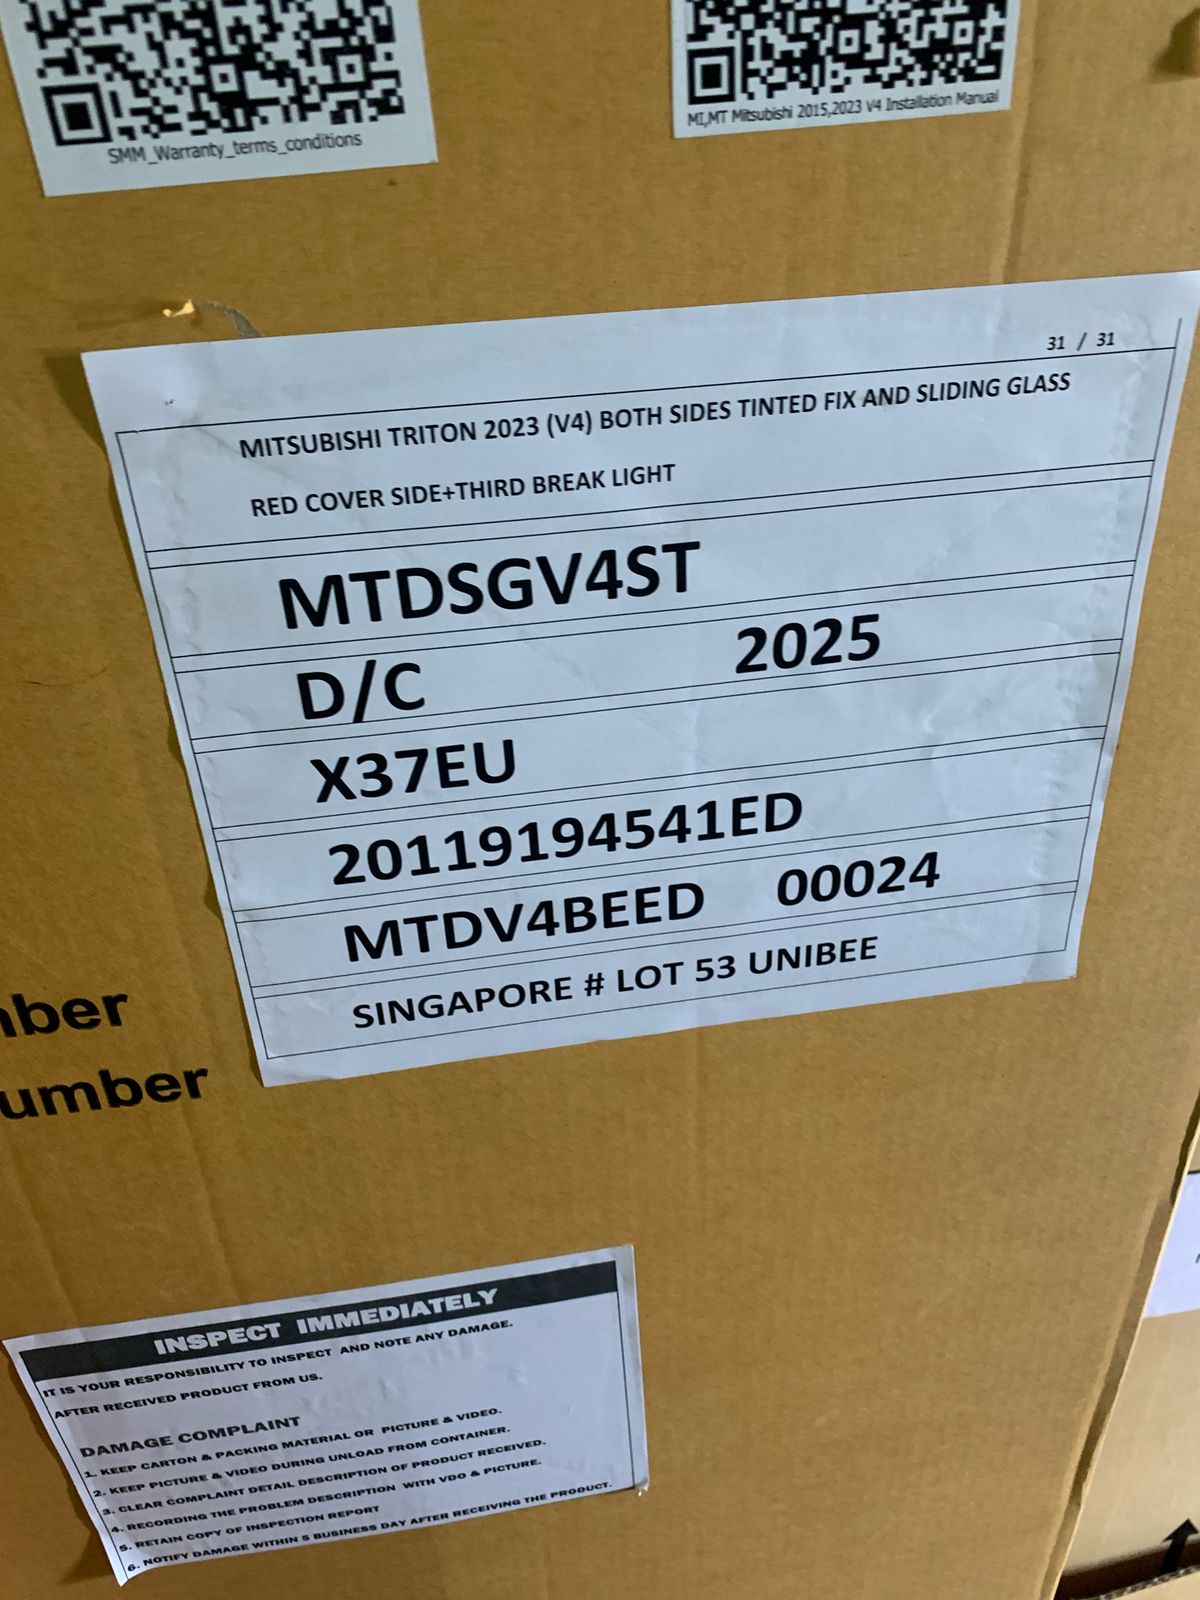 SMM_Warranty_terms_conditions
MI,MT Mitsubishi 2015,2023 V4 Installation Manual
31 / 31
MITSUBISHI TRITON 2023 (V4) BOTH SIDES TINTED FIX AND SLIDING GLASS
RED COVER SIDE+THIRD BREAK LIGHT
MTDSGV4ST
D/C 2025
X37EU
20119194541ED
MTDV4BEED 00024
SINGAPORE # LOT 53 UNIBEE
mber
umber
INSPECT IMMEDIATELY
IT IS YOUR RESPONSIBILITY TO INSPECT AND NOTE ANY DAMAGE.
AFTER RECEIVED PRODUCT FROM US.
DAMAGE COMPLAINT
1. KEEP CARTON & PACKING MATERIAL OR PICTURE & VIDEO.
2. KEEP PICTURE & VIDEO DURING UNLOAD FROM CONTAINER.
3. CLEAR COMPLAINT DETAIL DESCRIPTION OF PRODUCT RECEIVED.
4. RECORDING THE PROBLEM DESCRIPTION WITH VDO & PICTURE.
5. RETAIN COPY OF INSPECTION REPORT
6. NOTIFY DAMAGE WITHIN 5 BUSINESS DAY AFTER RECEIVING THE PRODUCT.